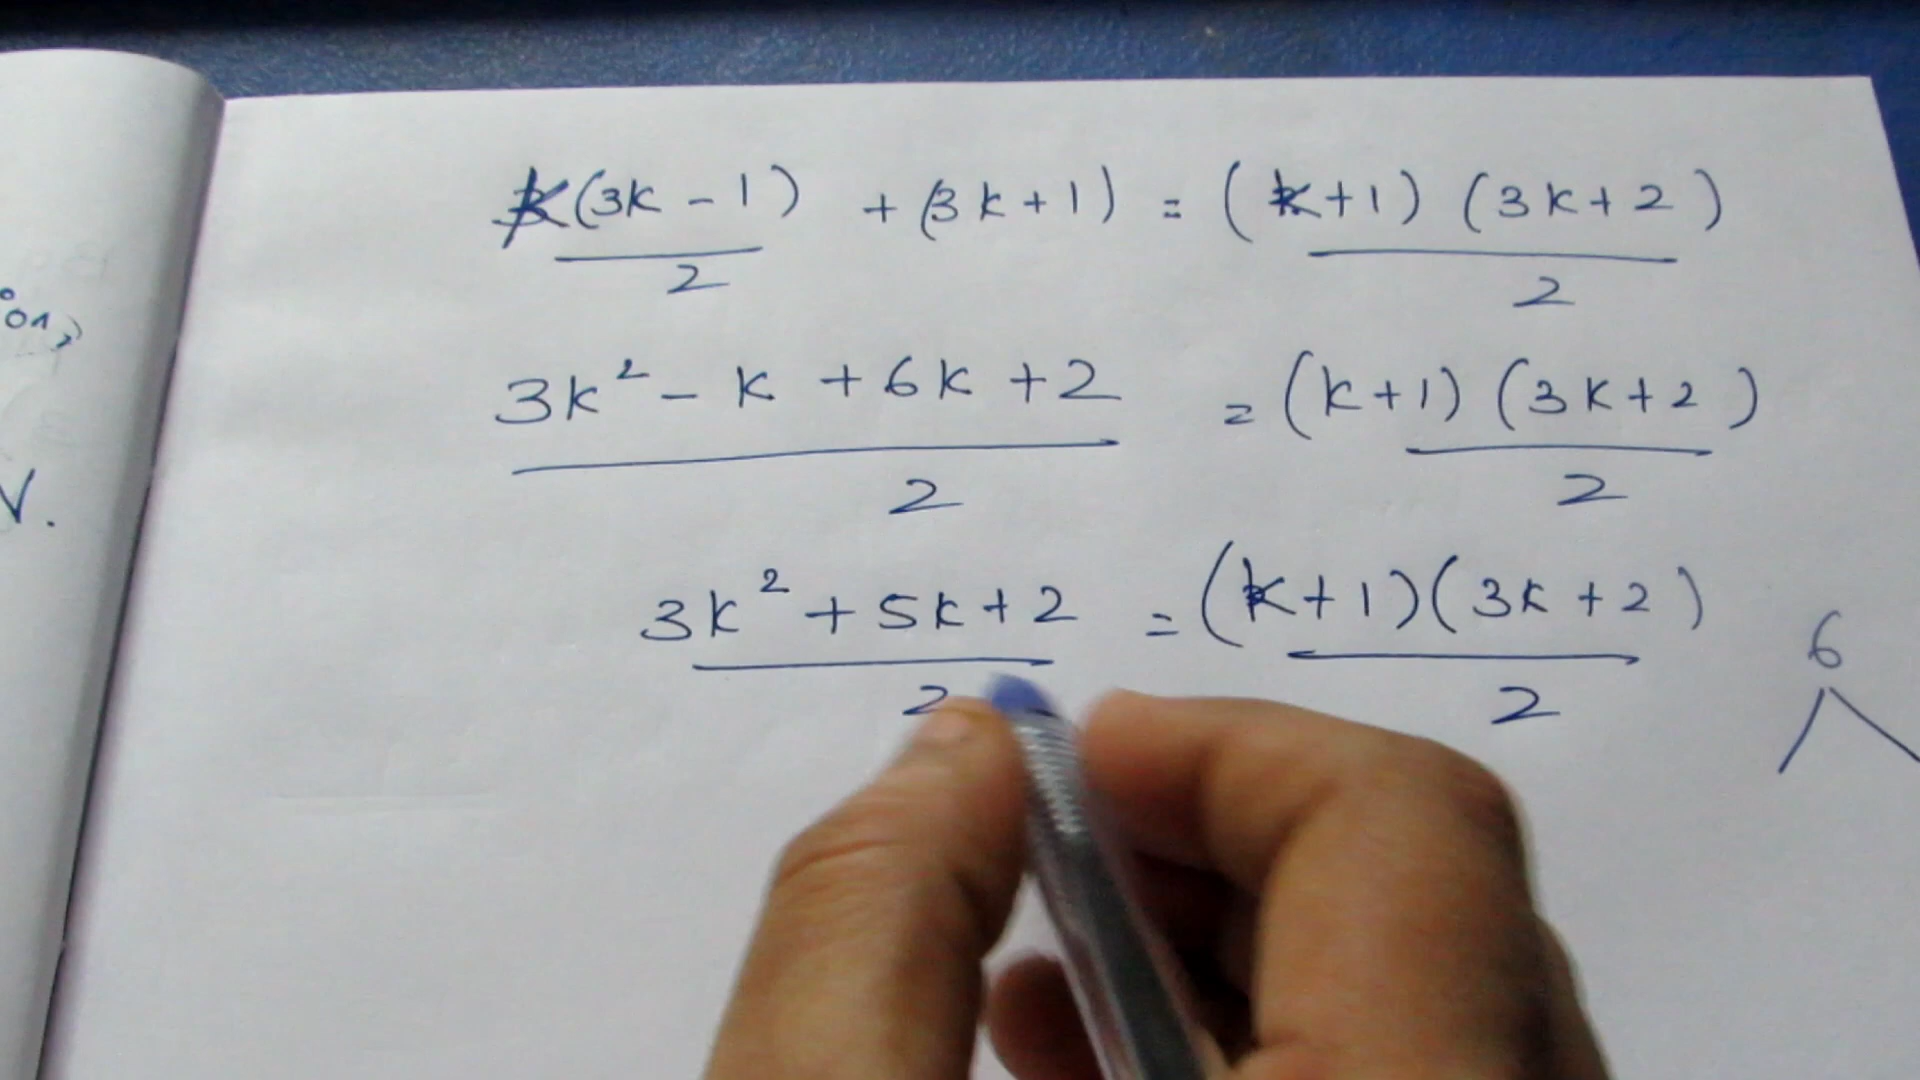 k(3k - 1)/2 + (3k+1) = (k+1) (3k+2)/2
(3k² - k + 6k + 2)/2 = (k+1) (3k+2)/2
(3k² + 5k + 2)/2 = (k+1)(3k+2)/2
6
on,
V.